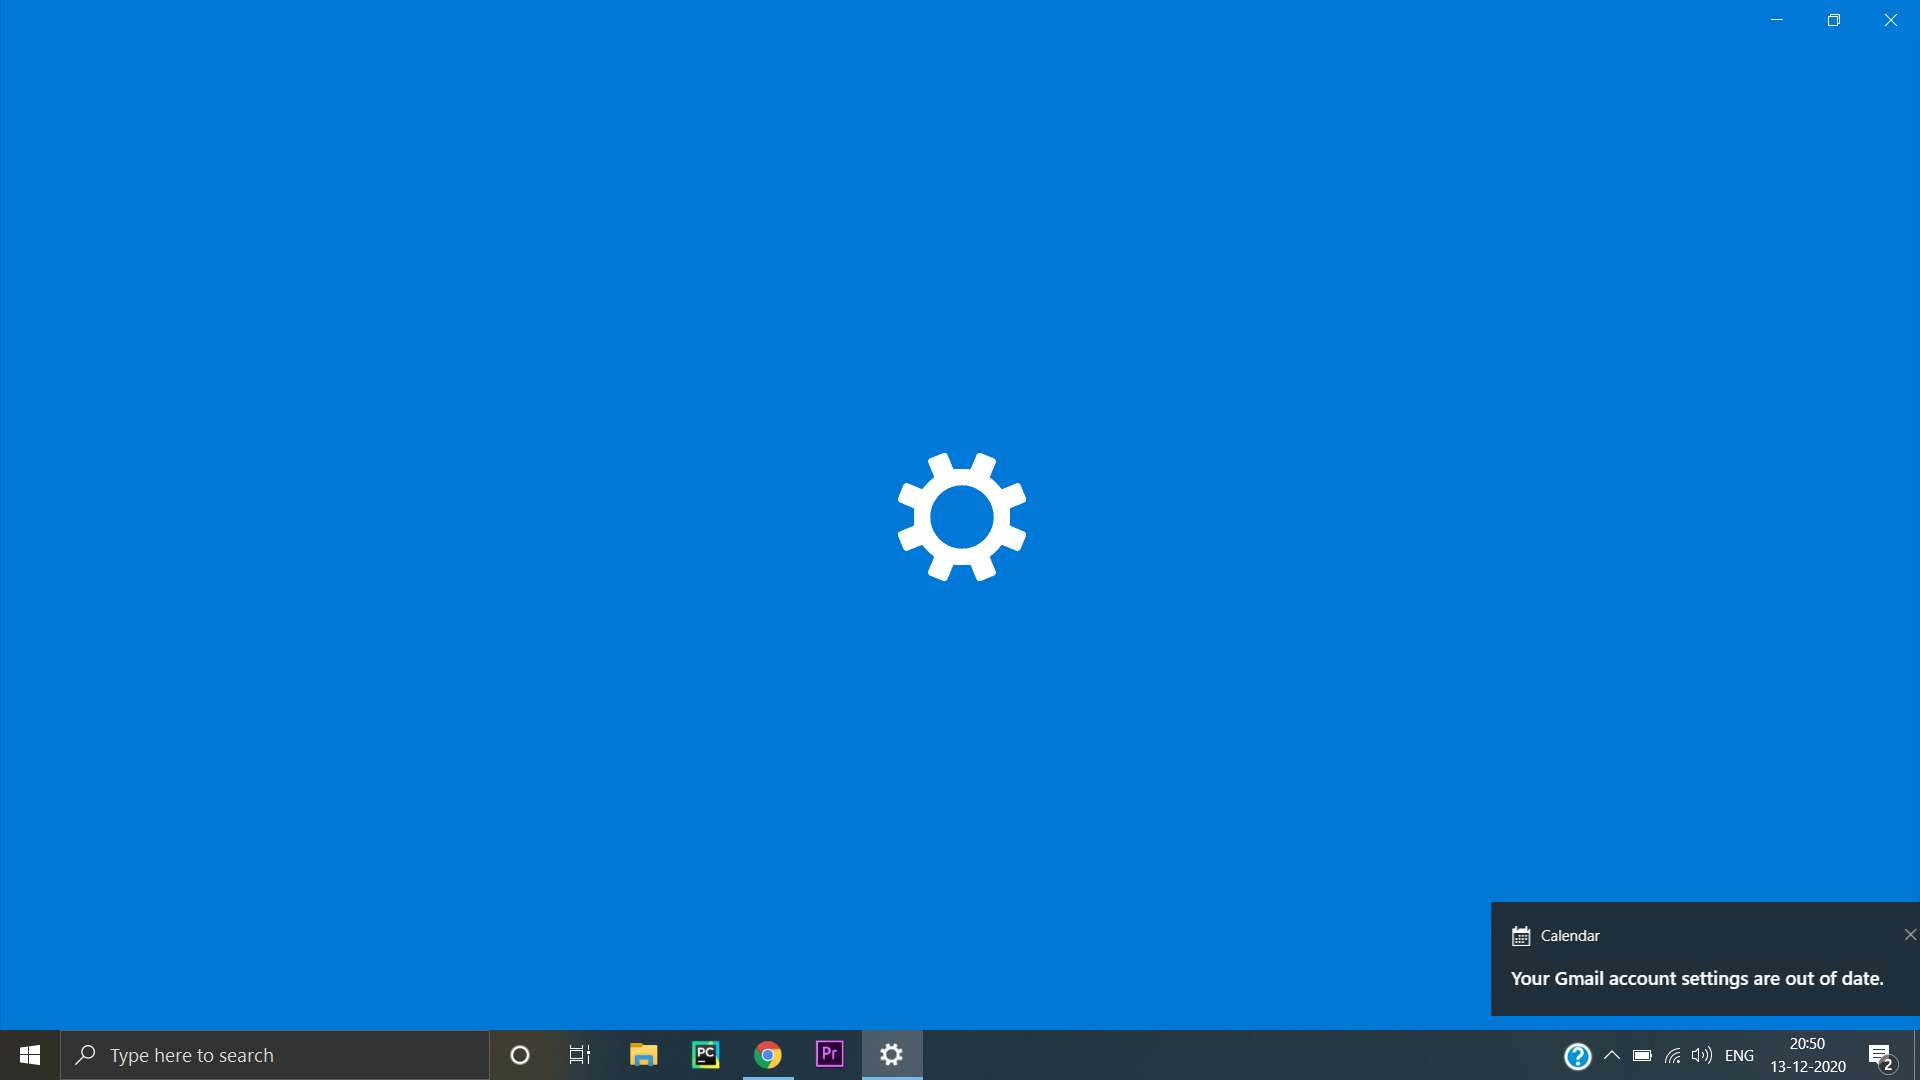 Calendar
Your Gmail account settings are out of date.
Type here to search
PC
Pr
ENG
20:50
13-12-2020
2